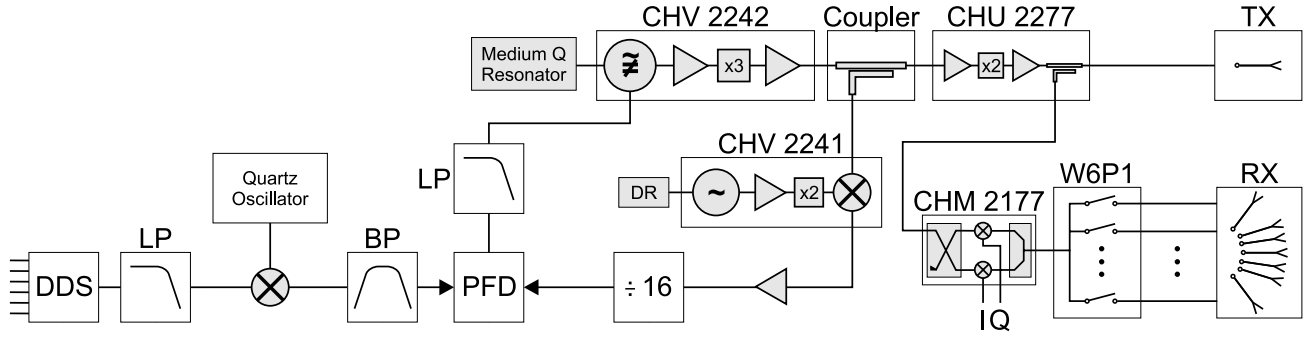 CHV 2242
Coupler
CHU 2277
TX
Medium Q
Resonator
x3
x2
CHV 2241
LP
DR
~
x2
W6P1
RX
Quartz
Oscillator
CHM 2177
LP
BP
DDS
PFD
÷ 16
I Q